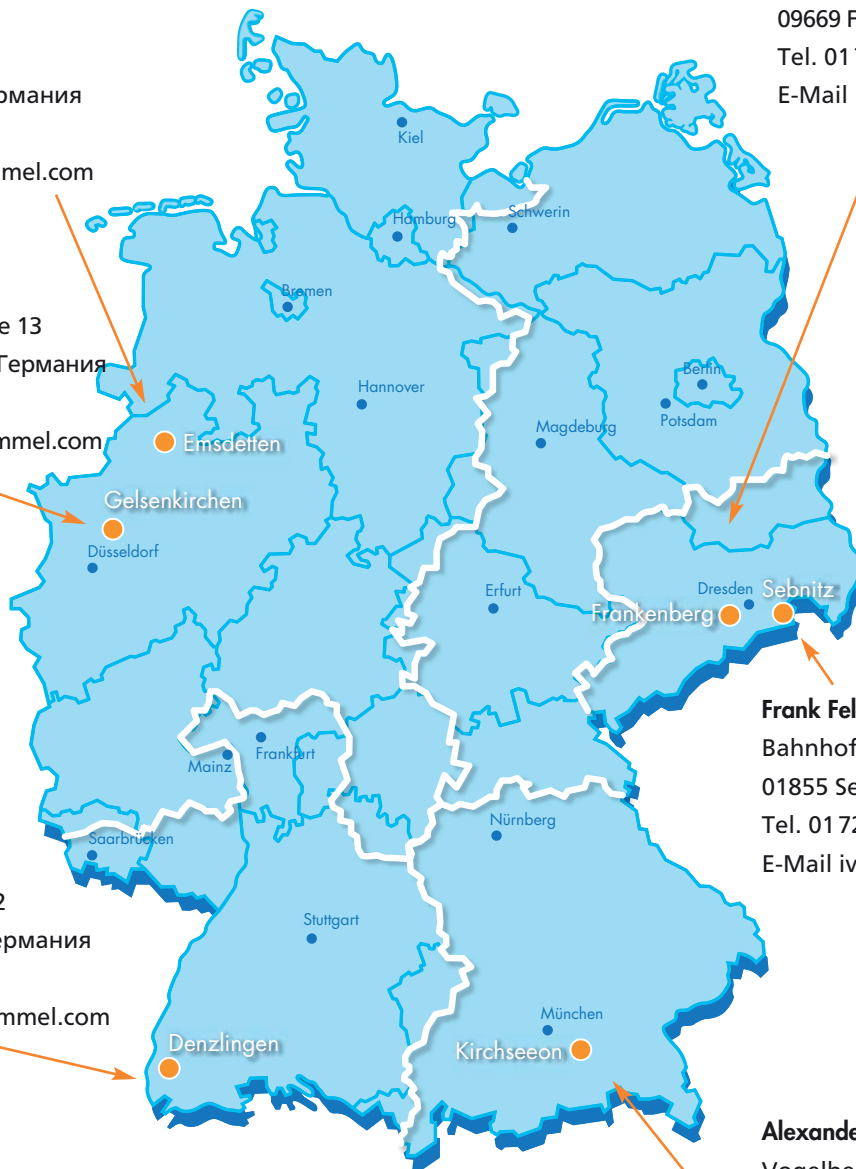 09669 F
Tel. 01
E-Mail
рмания
mel.com
Kiel
Hamburg
Schwerin
Bremen
e 13
Германия
Hannover
Berlin
Potsdam
mmel.com
Emsdetten
Magdeburg
Gelsenkirchen
Düsseldorf
Erfurt
Dresden
Sebnitz
Frankenberg
Frank Fel
Bahnhof
01855 Se
Tel. 0172
E-Mail iv
Mainz
Frankfurt
Nürnberg
Saarbrücken
2
ермания
mmel.com
Stuttgart
München
Denzlingen
Kirchseeon
Alexande